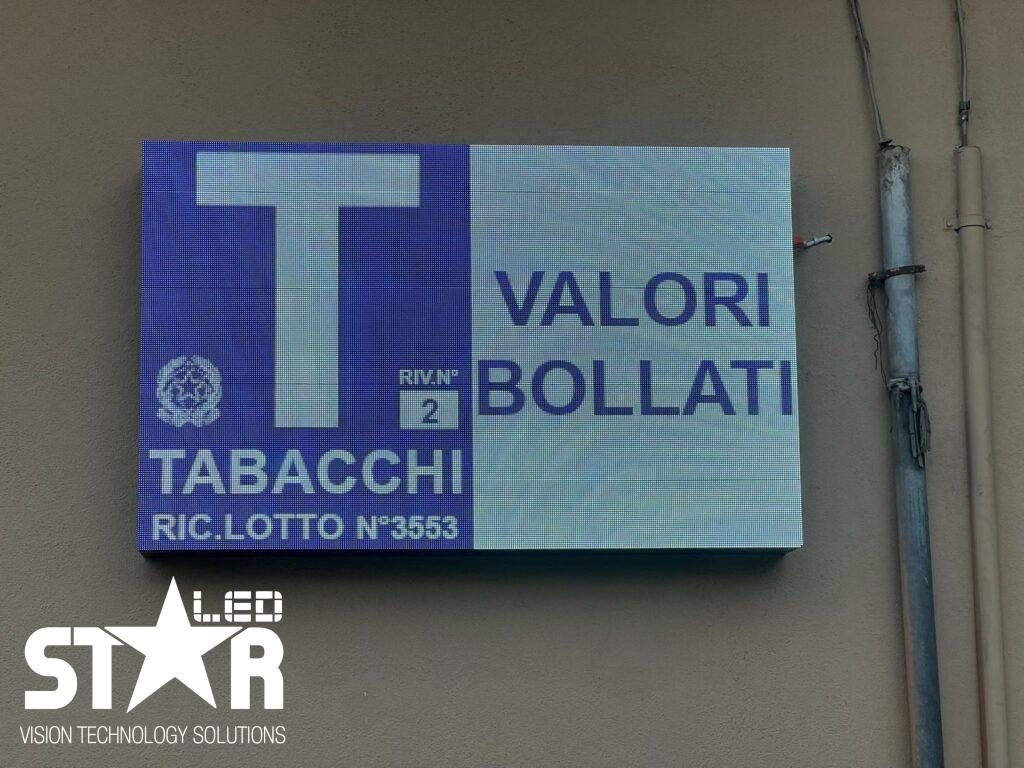 T
RIV.N°
2
TABACCHI
RIC.LOTTO N°3553
VALORI
BOLLATI
LED
STAR
VISION TECHNOLOGY SOLUTIONS